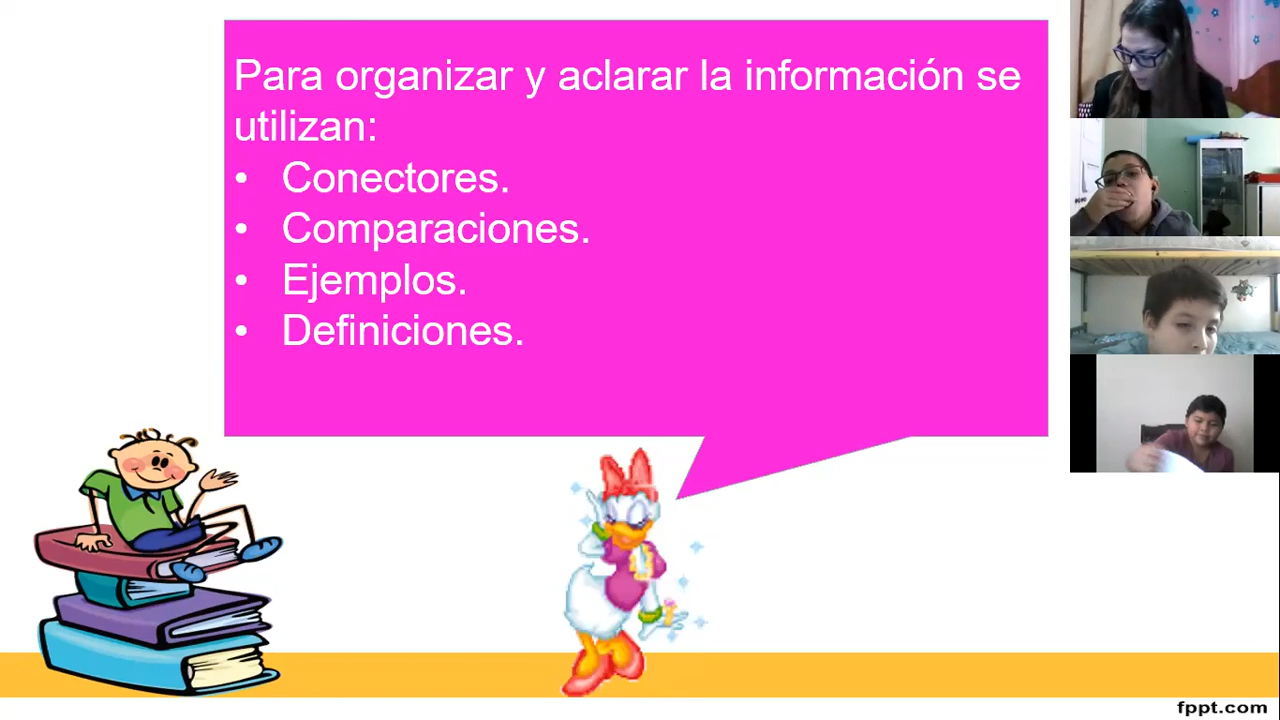 Para organizar y aclarar la información se
utilizan:
• Conectores.
• Comparaciones.
• Ejemplos.
• Definiciones.
fppt.com